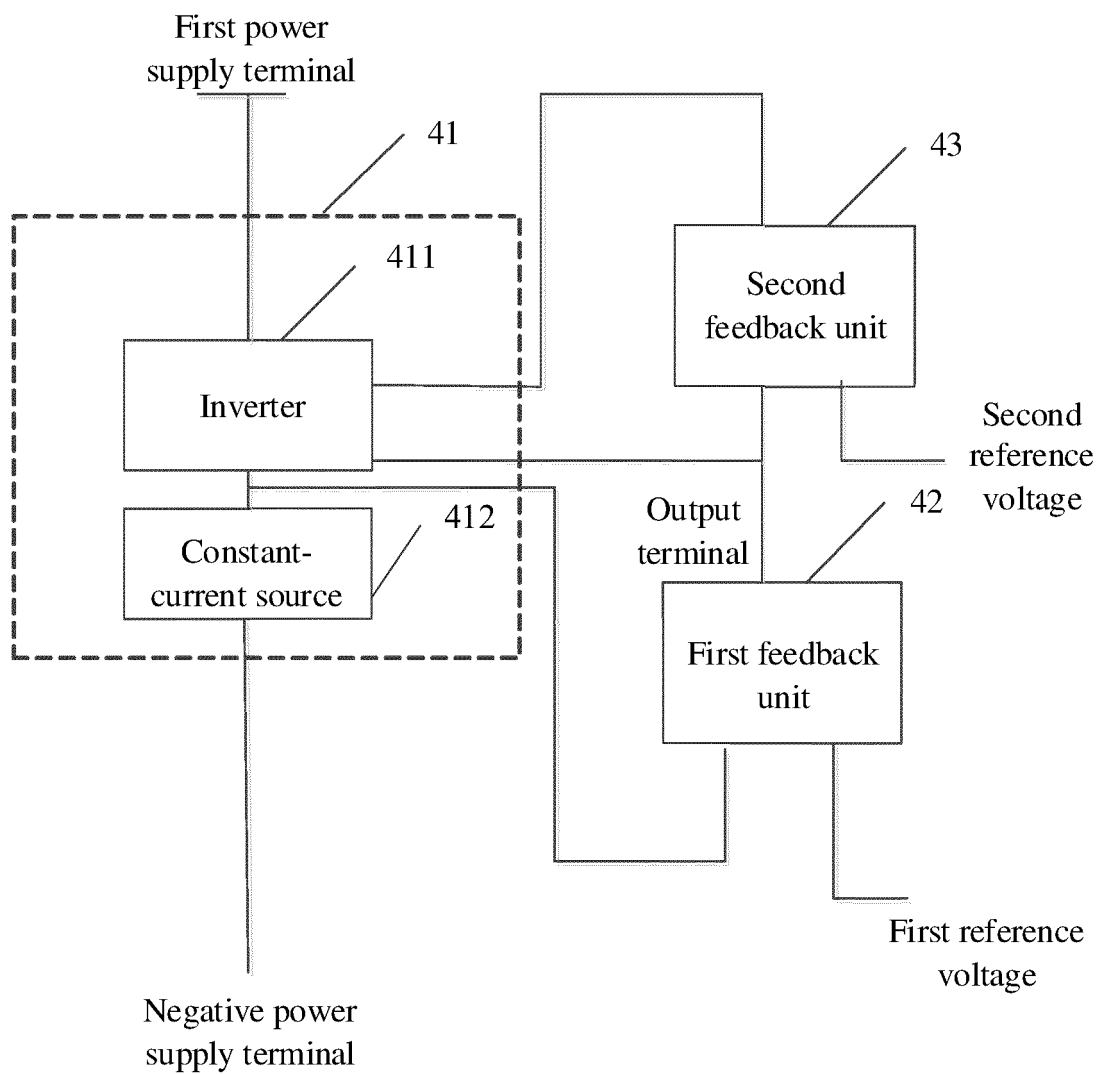 First power
supply terminal
41
43
411
Second
feedback unit
Inverter
Second
reference
voltage
412
Output
terminal
42
Constant-
current source
First feedback
unit
First reference
voltage
Negative power
supply terminal